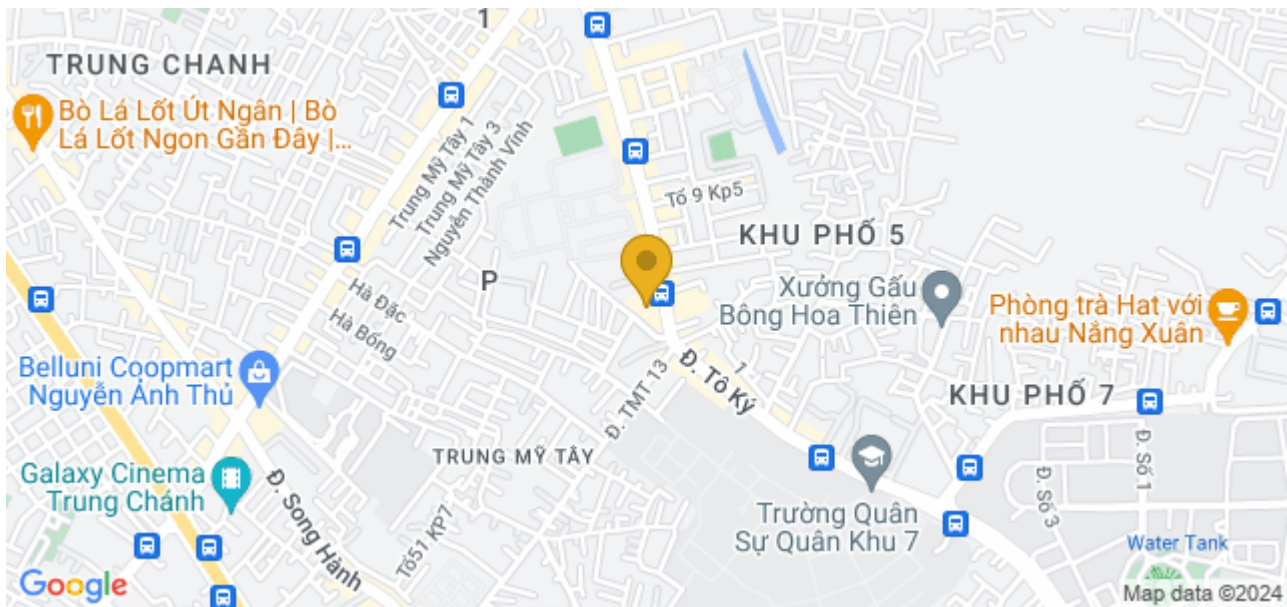 1
TRUNG CHANH
Bò Lá Lốt Út Ngân | Bò
Lá Lốt Ngon Gần Đây |...
Trung Mỹ Tây 1
Trung Mỹ Tây 3
Nguyễn Thành Vĩnh
Tổ 9 Kp5
KHU PHỐ 5
P
Hà Đặc
Hà Bổng
Xưởng Gấu
Bông Hoa Thiên
Phòng trà Hat với
nhau Nắng Xuân
Belluni Coopmart
Nguyễn Ảnh Thủ
Đ. Tô Ký
1
Đ. TMT 13
KHU PHỐ 7
TRUNG MỸ TÂY
Galaxy Cinema
Trung Chánh
Đ. Song Hành
Tổ51 KP7
Trường Quân
Sự Quân Khu 7
Đ. Số 3
Đ. Số 1
Water Tank
Google
Map data ©2024